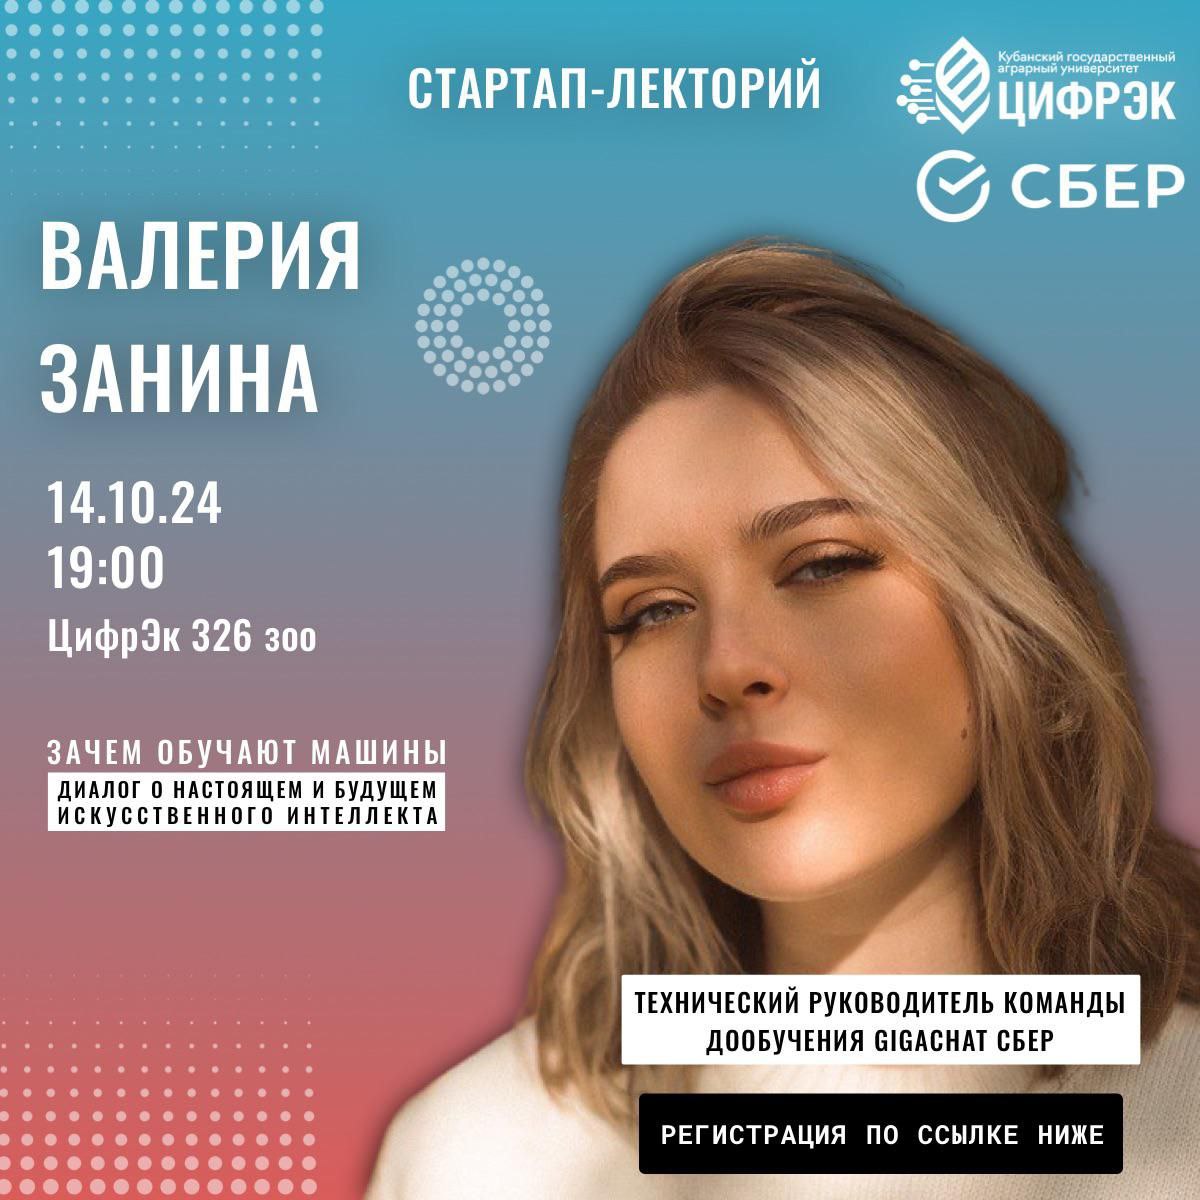 СТАРТАП-ЛЕКТОРИЙ
Кубанский государственный
аграрный университет
ЦИФРЭК
СБЕР
ВАЛЕРИЯ
ЗАНИНА
14.10.24
19:00
ЦифрЭк 326 зоо
ЗАЧЕМ ОБУЧАЮТ МАШИНЫ
ДИАЛОГ О НАСТОЯЩЕМ И БУДУЩЕМ
ИСКУССТВЕННОГО ИНТЕЛЛЕКТА
ТЕХНИЧЕСКИЙ РУКОВОДИТЕЛЬ КОМАНДЫ
ДООБУЧЕНИЯ GIGACHAT СБЕР
РЕГИСТРАЦИЯ ПО ССЫЛКЕ НИЖЕ